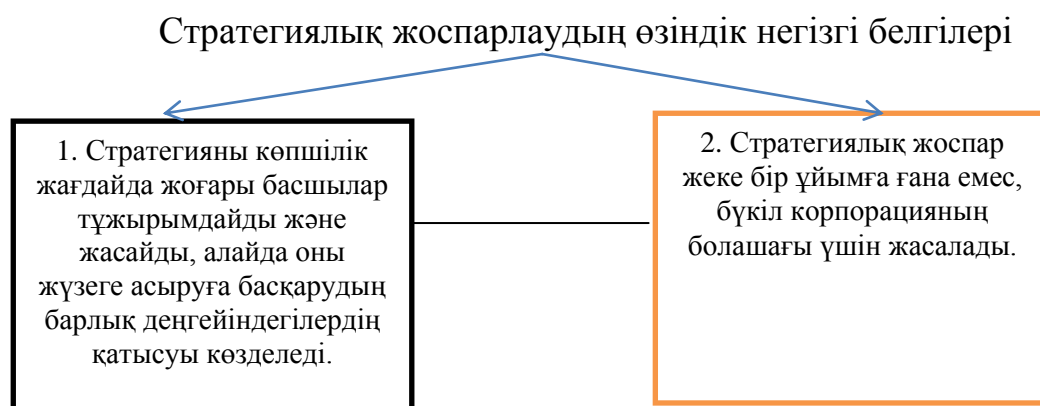 Стратегиялық жоспарлаудың өзіндік негізгі белгілері
1. Стратегияны көпшілік
жағдайда жоғары басшылар
тұжырымдайды және
жасайды, алайда оны
жүзеге асыруға басқарудың
барлық деңгейіндегілердің
қатысуы көзделеді.
2. Стратегиялық жоспар
жеке бір ұйымға ғана емес,
бүкіл корпорацияның
болашағы үшін жасалады.